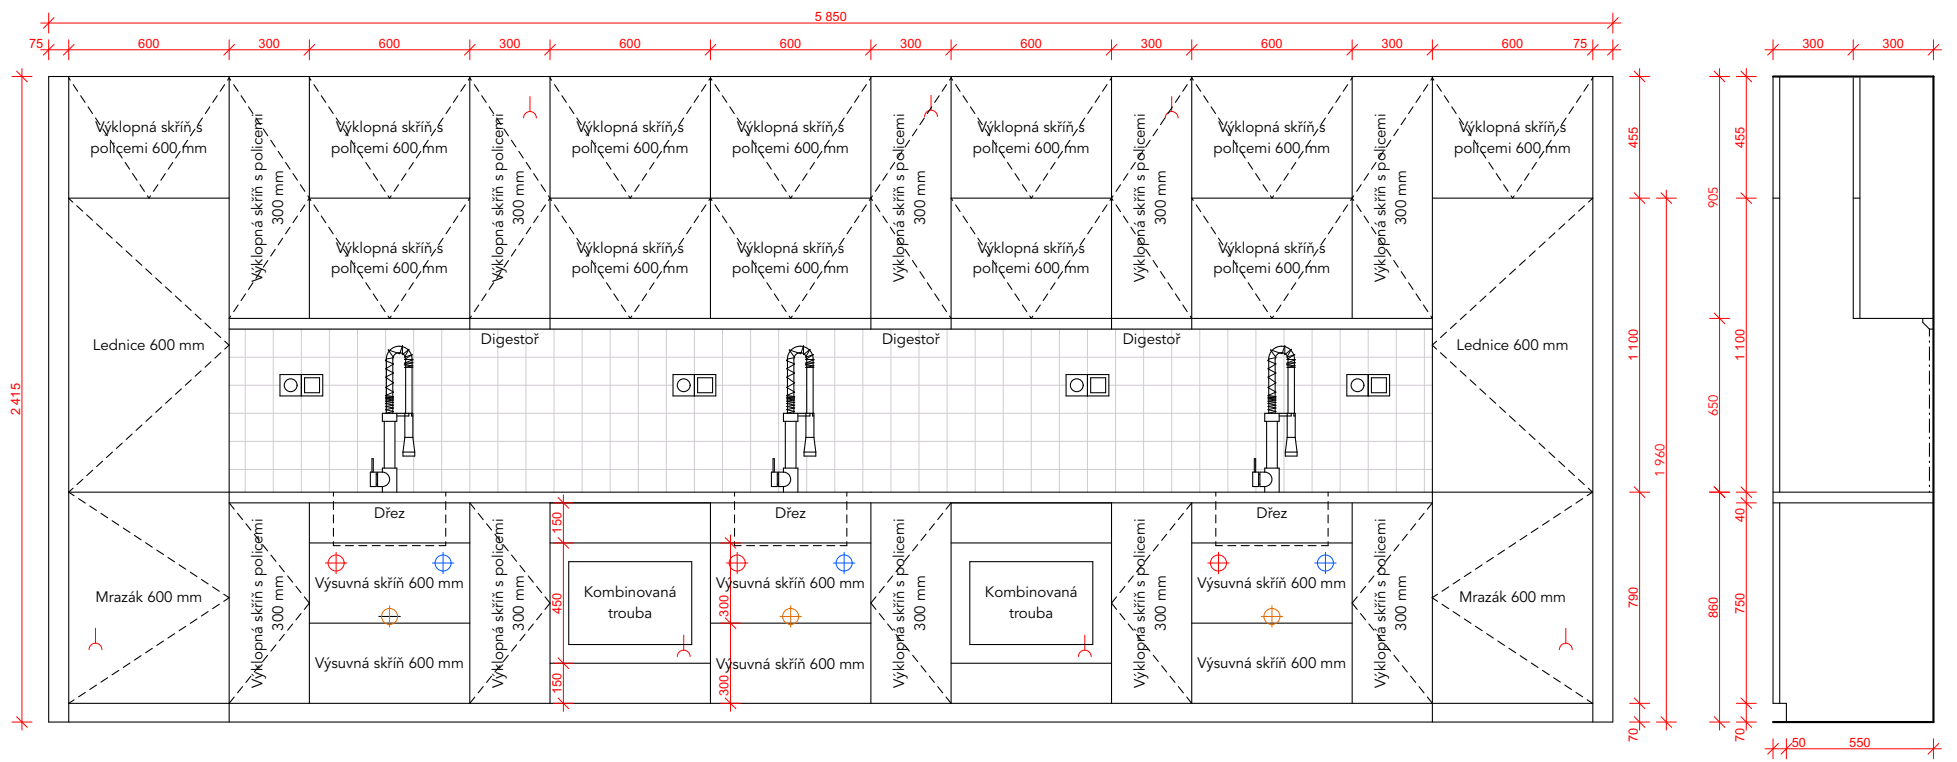 5 850
75
600
300
600
300
600
600
300
600
300
600
300
600
75
300
300
Výklopná skříň s
policemi 600 mm
Výklopná skříň s policemi
300 mm
Výklopná skříň s
policemi 600 mm
Výklopná skříň s policemi
300 mm
Výklopná skříň s
policemi 600 mm
Výklopná skříň s
policemi 600 mm
Výklopná skříň s policemi
300 mm
Výklopná skříň s
policemi 600 mm
Výklopná skříň s policemi
300 mm
Výklopná skříň s
policemi 600 mm
Výklopná skříň s policemi
300 mm
Výklopná skříň s
policemi 600 mm
Výklopná skříň s
policemi 600 mm
Výklopná skříň s
policemi 600 mm
Výklopná skříň s
policemi 600 mm
Výklopná skříň s
policemi 600 mm
Výklopná skříň s
policemi 600 mm
Lednice 600 mm
Digestoř
Digestoř
Digestoř
Lednice 600 mm
2 415
Dřez
Dřez
Dřez
Mrazák 600 mm
Výklopná skříň s policemi
300 mm
Výsuvná skříň 600 mm
Výsuvná skříň 600 mm
Výklopná skříň s policemi
300 mm
150
450
150
Kombinovaná
trouba
300
300
Výsuvná skříň 600 mm
Výsuvná skříň 600 mm
Výklopná skříň s policemi
300 mm
Kombinovaná
trouba
Výklopná skříň s policemi
300 mm
Výsuvná skříň 600 mm
Výsuvná skříň 600 mm
Výklopná skříň s policemi
300 mm
Mrazák 600 mm
455
1 100
790
70
1 960
905
650
860
455
1 100
40
750
70
50
550